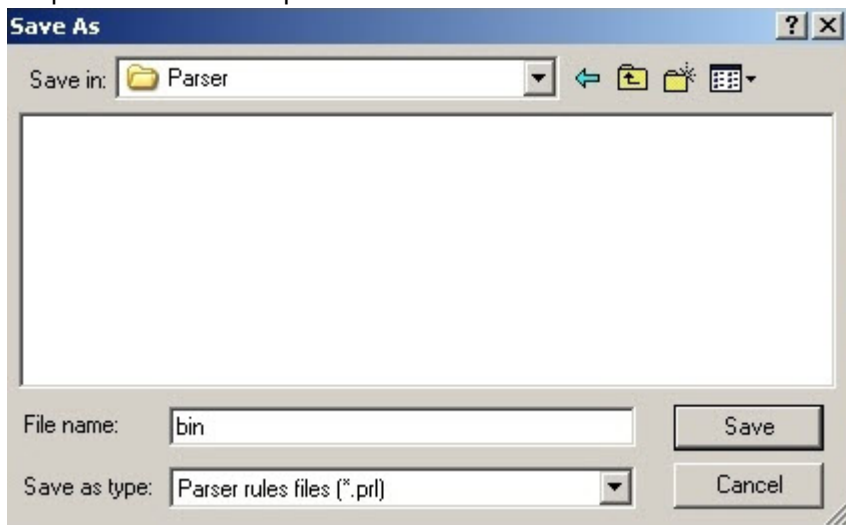 Save As
Save in: Parser
File name: bin
Save
Save as type: Parser rules files (*.prl)
Cancel